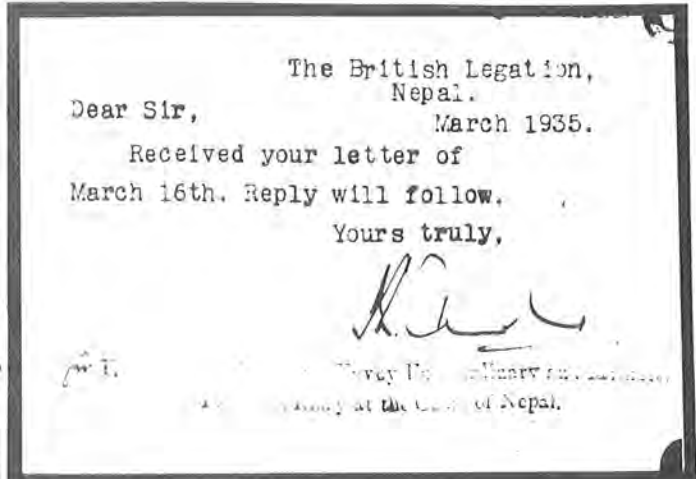 The British Legation,
Nepal.
Dear Sir,
March 1935.
Received your letter of
March 16th. Reply will follow.
Yours truly,
at the of Nepal.